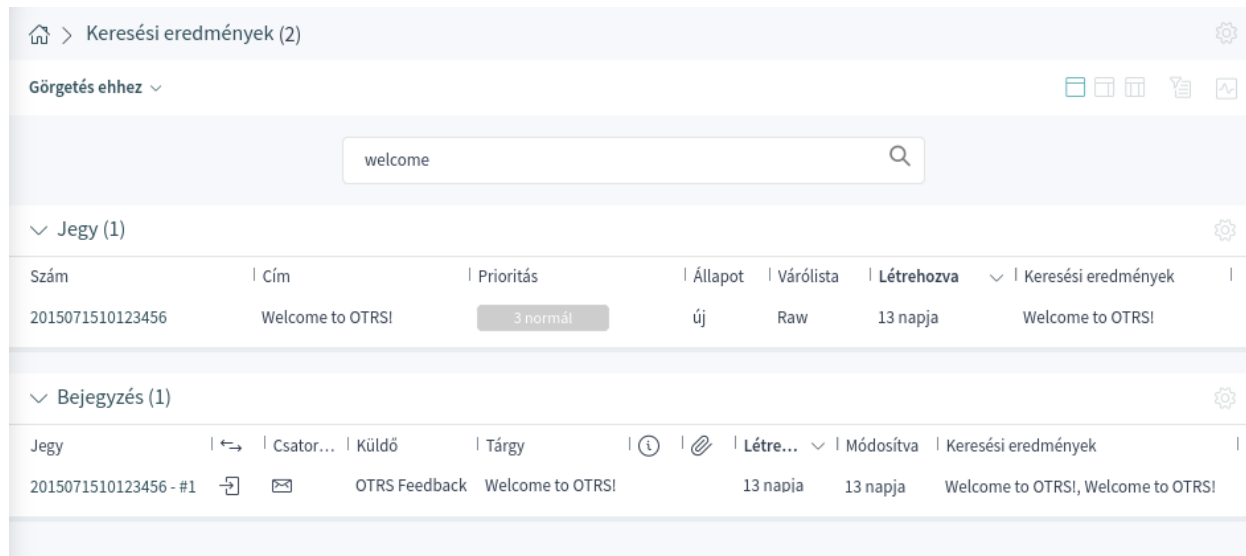 Keresési eredmények (2)
Görgetés ehhez
welcome
Jegy (1)
Szám Cím Prioritás Állapot Várólista Létrehozva Keresési eredmények
2015071510123456 Welcome to OTRS! 3 normál új Raw 13 napja Welcome to OTRS!
Bejegyzés (1)
Jegy Csator... Küldő Tárgy Létre... Módosítva Keresési eredmények
2015071510123456 - #1 OTRS Feedback Welcome to OTRS! 13 napja 13 napja Welcome to OTRS!, Welcome to OTRS!